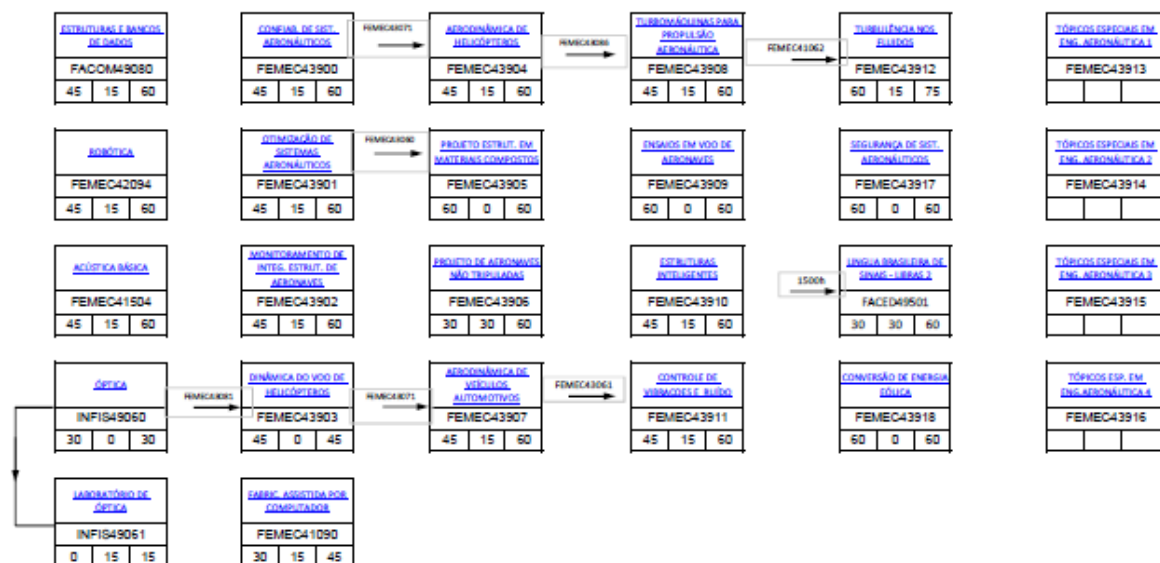 ESTRUTURAS E BANCOS
DE DADOS
FACOM49080
45 15 60
CONFIAB. DE SIST.
AERONÁUTICOS
FEMEC43900
45 15 60
FEMEC43071
AERODINÂMICA DE
HELICÓPTEROS
FEMEC43904
45 15 60
TURBOMÁQUINAS PARA
PROPULSÃO
AERONÁUTICA
FEMEC43908
45 15 60
FEMEC41062
TURBULÊNCIA NOS
FLUIDOS
FEMEC43912
60 15 75
TÓPICOS ESPECIAIS EM
ENG. AERONÁUTICA 1
FEMEC43913
ROBÓTICA
FEMEC42094
45 15 60
OTIMIZAÇÃO DE
SISTEMAS
AERONÁUTICOS
FEMEC43901
45 15 60
PROJETO ESTRUT. EM
MATERIAIS COMPOSTOS
FEMEC43905
60 0 60
ENSAIOS EM VOO DE
AERONAVES
FEMEC43909
60 0 60
SEGURANÇA DE SIST.
AERONÁUTICOS
FEMEC43917
60 0 60
TÓPICOS ESPECIAIS EM
ENG. AERONÁUTICA 2
FEMEC43914
ACÚSTICA BÁSICA
FEMEC41504
45 15 60
MONITORAMENTO DE
INTEG. ESTRUT. DE
AERONAVES
FEMEC43902
45 15 60
PROJETO DE AERONAVES
NÃO TRIPULADAS
FEMEC43906
30 30 60
ESTRUTURAS
INTELIGENTES
FEMEC43910
45 15 60
1500h
LINGUA BRASILEIRA DE
SINAIS - LIBRAS 2
FACED49501
30 30 60
TÓPICOS ESPECIAIS EM
ENG. AERONÁUTICA 3
FEMEC43915
ÓPTICA
INFIS49060
30 0 30
FEMEC43081
DINÂMICA DO VOO DE
HELICÓPTEROS
FEMEC43903
45 0 45
FEMEC43071
AERODINÂMICA DE
VEÍCULOS
AUTOMOTIVOS
FEMEC43907
45 15 60
FEMEC43061
CONTROLE DE
VIBRACOES E RUÍDO
FEMEC43911
45 15 60
CONVERSÃO DE ENERGIA
EÓLICA
FEMEC43918
60 0 60
TÓPICOS ESP. EM
ENG.AERONÁUTICA 4
FEMEC43916
LABORATÓRIO DE
ÓPTICA
INFIS49061
0 15 15
FABRIC. ASSISTIDA POR
COMPUTADOR
FEMEC41090
30 15 45